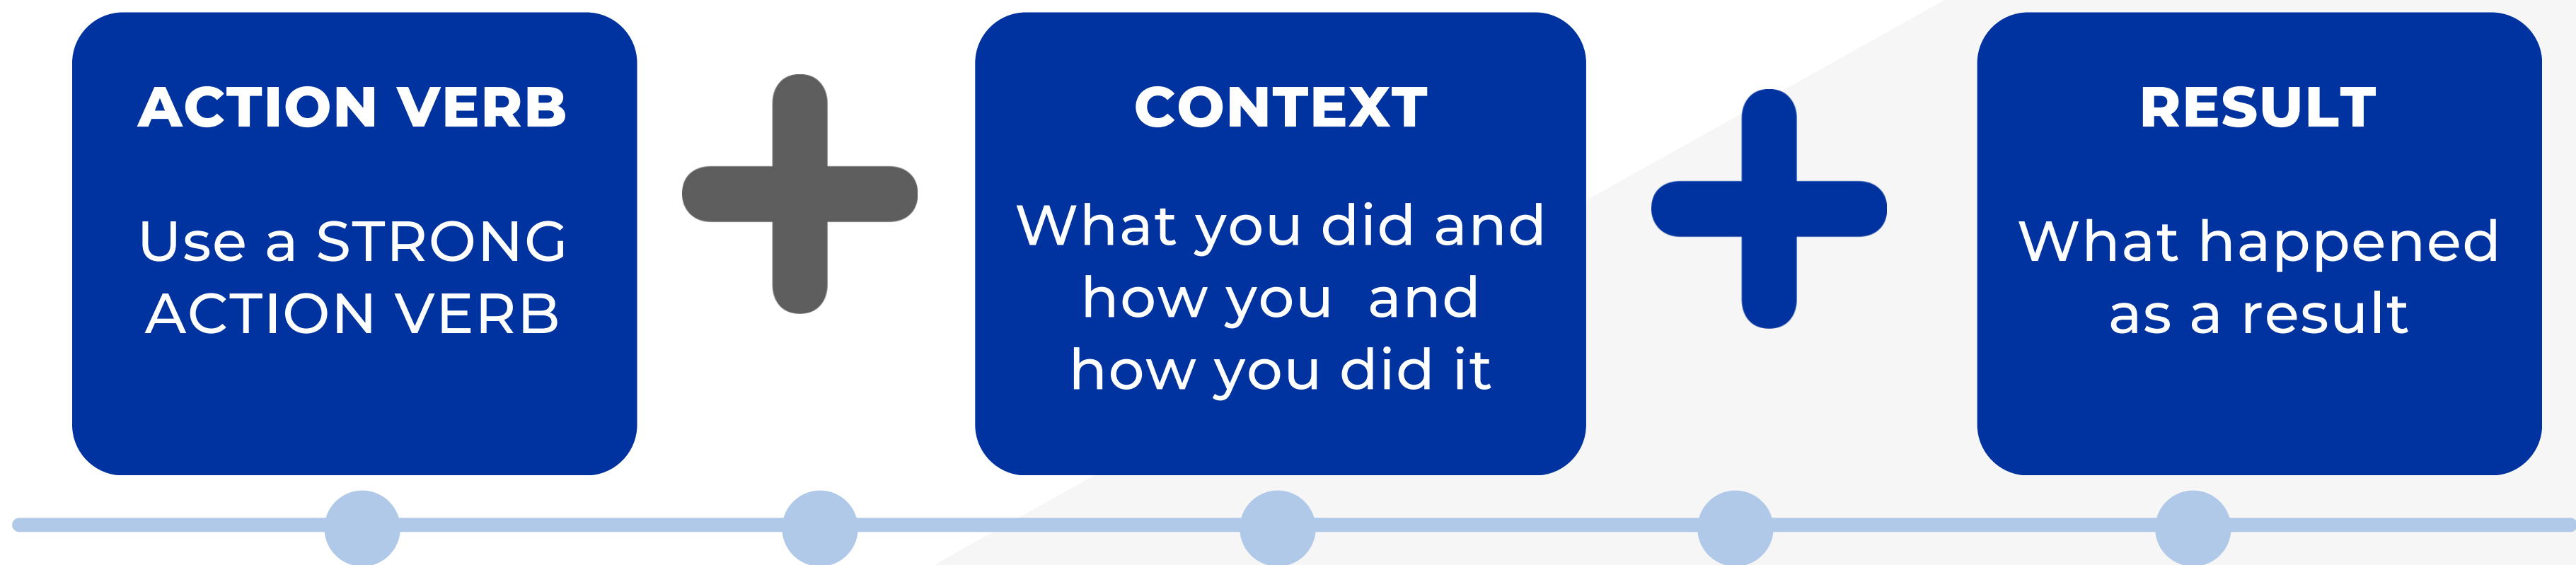 ACTION VERB
Use a STRONG
ACTION VERB
CONTEXT
What you did and
how you  and
how you did it
RESULT
What happened
as a result